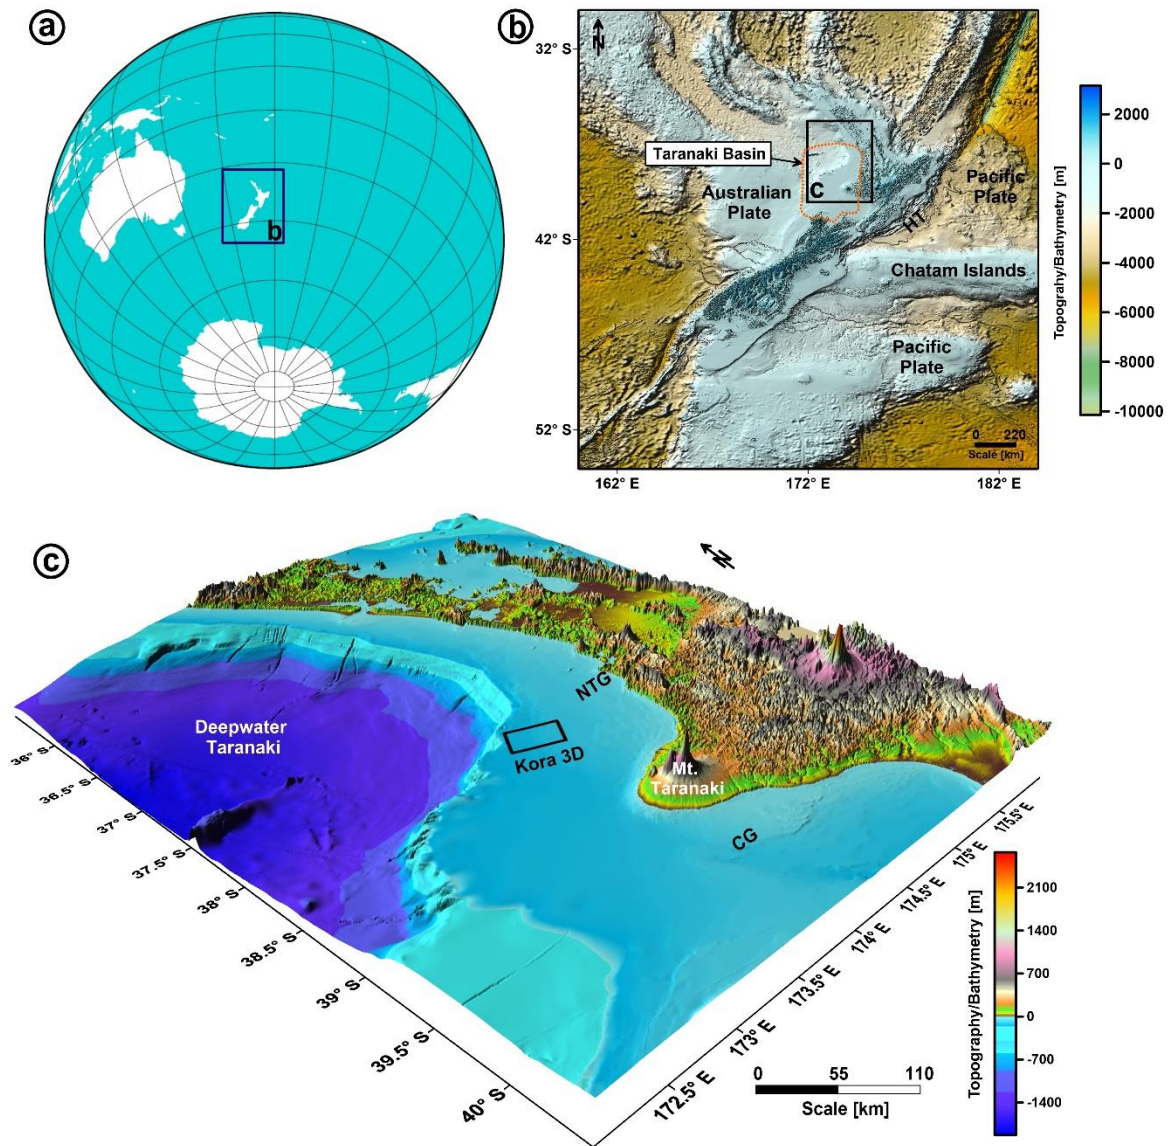 a
b
b
N
32° S
42° S
52° S
162° E
172° E
182° E
Taranaki Basin
C
Australian
Plate
Pacific
Plate
HT
Chatam Islands
Pacific
Plate
0 220
Scale [km]
Topograhy/Bathymetry [m]
2000
0
-2000
-4000
-6000
-8000
-10000
c
N
NTG
Deepwater
Taranaki
Kora 3D
Mt.
Taranaki
CG
36° S
36.5° S
37° S
37.5° S
38° S
38.5° S
39° S
39.5° S
40° S
172.5° E
173° E
173.5° E
174° E
174.5° E
175° E
175.5° E
0 55 110
Scale [km]
Topography/Bathymetry [m]
2100
1400
700
0
-700
-1400